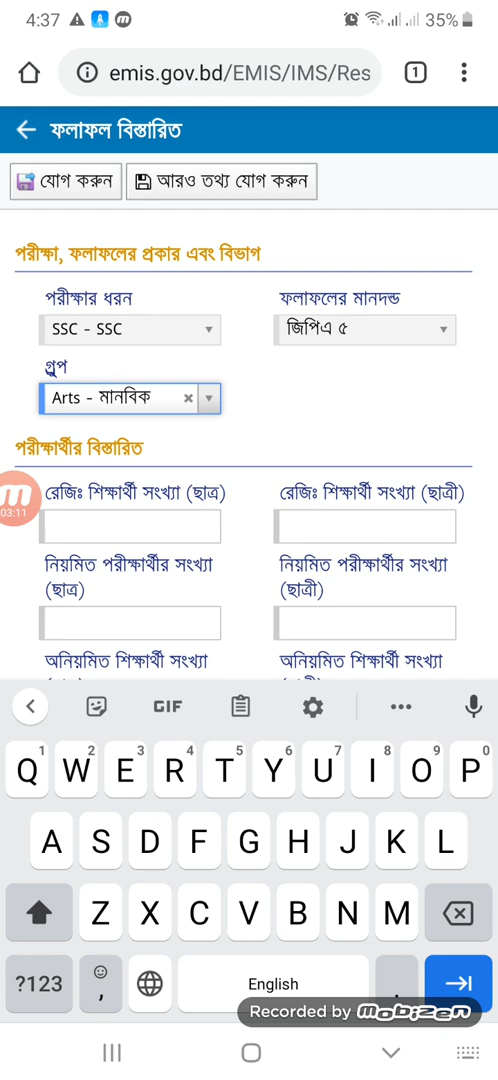 4:37
35%
emis.gov.bd/EMIS/IMS/Res
1
ফলাফল বিস্তারিত
যোগ করুন
আরও তথ্য যোগ করুন
পরীক্ষা, ফলাফলের প্রকার এবং বিভাগ
পরীক্ষার ধরন
ফলাফলের মানদন্ড
SSC - SSC
জিপিএ ৫
গ্রুপ
Arts - মানবিক
পরীক্ষার্থীর বিস্তারিত
রেজিঃ শিক্ষার্থী সংখ্যা (ছাত্র)
রেজিঃ শিক্ষার্থী সংখ্যা (ছাত্রী)
03:11
নিয়মিত পরীক্ষার্থীর সংখ্যা
(ছাত্র)
নিয়মিত পরীক্ষার্থীর সংখ্যা
(ছাত্রী)
অনিয়মিত শিক্ষার্থী সংখ্যা
অনিয়মিত শিক্ষার্থী সংখ্যা
GIF
1 2 3 4 5 6 7 8 9 0
Q W E R T Y U I O P
A S D F G H J K L
Z X C V B N M
?123
,
English
.
Recorded by mobizen